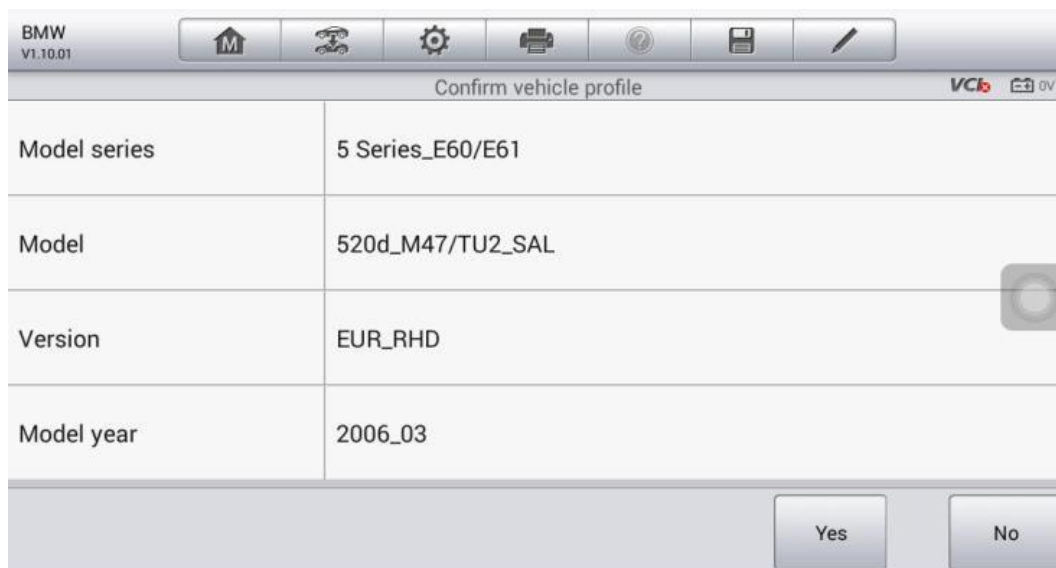 BMW
V1.10.01
M
Confirm vehicle profile
VCI
0V
Model series
5 Series_E60/E61
Model
520d_M47/TU2_SAL
Version
EUR_RHD
Model year
2006_03
Yes
No